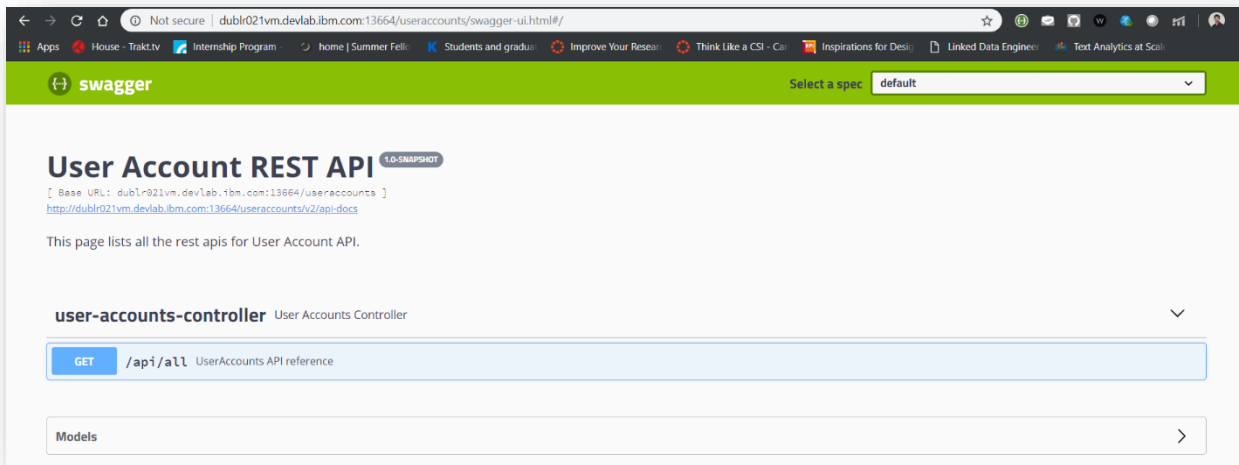 Not secure | dublr021vm.devlab.ibm.com:13664/useraccounts/swagger-ui.html#/
Apps House - Trakt.tv Internship Program - home | Summer Fello Students and gradua Improve Your Resear Think Like a CSI - Ca Inspirations for Desig Linked Data Engineer Text Analytics at Scal
swagger Select a spec default
User Account REST API 1.0-SNAPSHOT
[ Base URL: dublr021vm.devlab.ibm.com:13664/useraccounts ]
http://dublr021vm.devlab.ibm.com:13664/useraccounts/v2/api-docs
This page lists all the rest apis for User Account API.
user-accounts-controller User Accounts Controller
GET /api/all UserAccounts API reference
Models